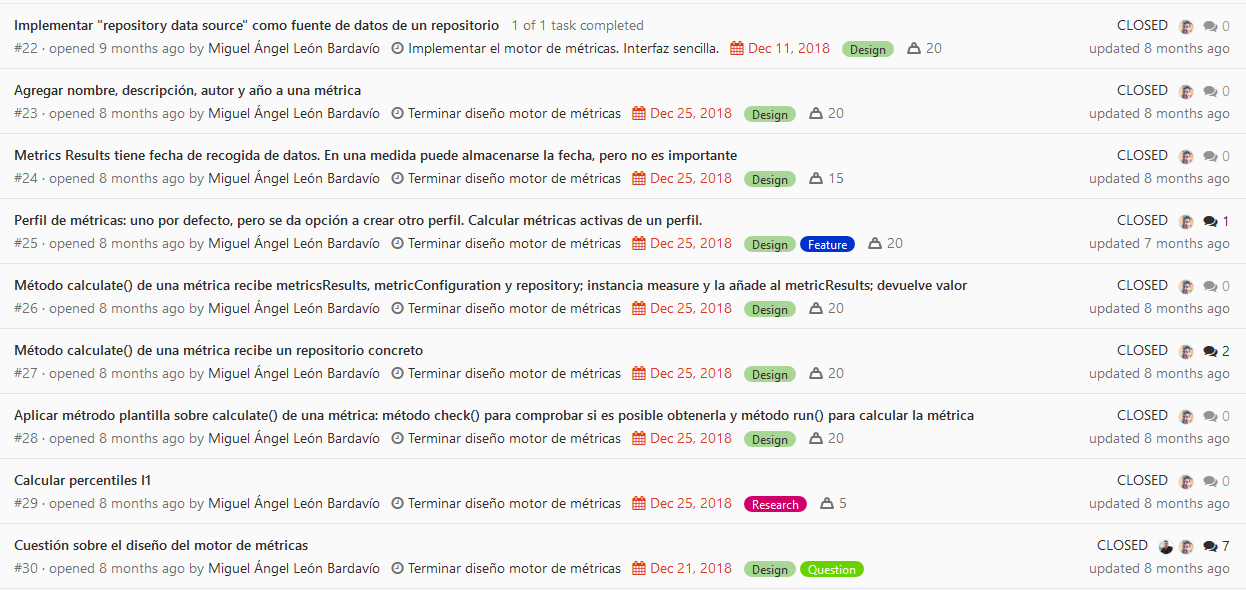 Implementar "repository data source" como fuente de datos de un repositorio 1 of 1 task completed CLOSED 0
#22 · opened 9 months ago by Miguel Ángel León Bardavío Implementar el motor de métricas. Interfaz sencilla. Dec 11, 2018 Design 20 updated 8 months ago
Agregar nombre, descripción, autor y año a una métrica CLOSED 0
#23 · opened 8 months ago by Miguel Ángel León Bardavío Terminar diseño motor de métricas Dec 25, 2018 Design 20 updated 8 months ago
Metrics Results tiene fecha de recogida de datos. En una medida puede almacenarse la fecha, pero no es importante CLOSED 0
#24 · opened 8 months ago by Miguel Ángel León Bardavío Terminar diseño motor de métricas Dec 25, 2018 Design 15 updated 8 months ago
Perfil de métricas: uno por defecto, pero se da opción a crear otro perfil. Calcular métricas activas de un perfil. CLOSED 1
#25 · opened 8 months ago by Miguel Ángel León Bardavío Terminar diseño motor de métricas Dec 25, 2018 Design Feature 20 updated 7 months ago
Método calculate() de una métrica recibe metricsResults, metricConfiguration y repository; instancia measure y la añade al metricResults; devuelve valor CLOSED 0
#26 · opened 8 months ago by Miguel Ángel León Bardavío Terminar diseño motor de métricas Dec 25, 2018 Design 20 updated 8 months ago
Método calculate() de una métrica recibe un repositorio concreto CLOSED 2
#27 · opened 8 months ago by Miguel Ángel León Bardavío Terminar diseño motor de métricas Dec 25, 2018 Design 20 updated 8 months ago
Aplicar métrodo plantilla sobre calculate() de una métrica: método check() para comprobar si es posible obtenerla y método run() para calcular la métrica CLOSED 0
#28 · opened 8 months ago by Miguel Ángel León Bardavío Terminar diseño motor de métricas Dec 25, 2018 Design 20 updated 8 months ago
Calcular percentiles I1 CLOSED 0
#29 · opened 8 months ago by Miguel Ángel León Bardavío Terminar diseño motor de métricas Dec 25, 2018 Research 5 updated 8 months ago
Cuestión sobre el diseño del motor de métricas CLOSED 7
#30 · opened 8 months ago by Miguel Ángel León Bardavío Terminar diseño motor de métricas Dec 21, 2018 Design Question updated 8 months ago